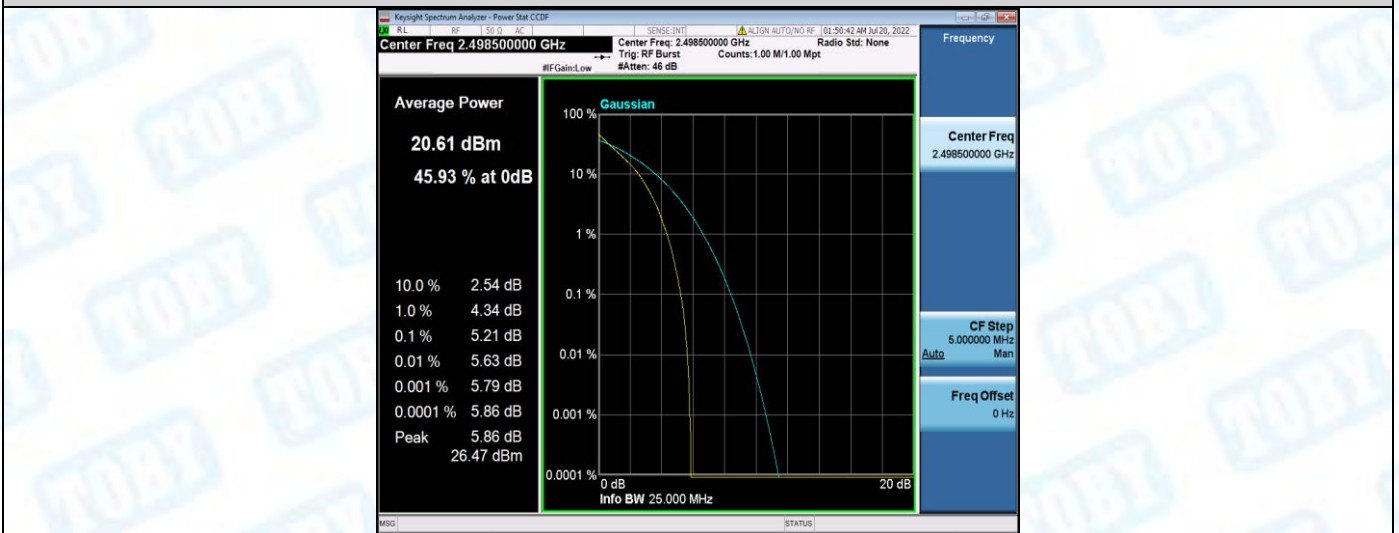 Keysight Spectrum Analyzer - Power Stat CCDF
RL RF 50 Ω AC SENSE:INT ALIGN AUTO/NO RF 01:50:42 AM Jul 20, 2022
Center Freq 2.498500000 GHz
Center Freq: 2.498500000 GHz Radio Std: None
Trig: RF Burst Counts:1.00 M/1.00 Mpt
#IFGain:Low #Atten: 46 dB
Frequency
Average Power
20.61 dBm
45.93 % at 0dB
10.0 % 2.54 dB
1.0 % 4.34 dB
0.1 % 5.21 dB
0.01 % 5.63 dB
0.001 % 5.79 dB
0.0001 % 5.86 dB
Peak 5.86 dB
26.47 dBm
Gaussian
100 %
10 %
1 %
0.1 %
0.01 %
0.001 %
0.0001 %
0 dB 20 dB
Info BW 25.000 MHz
Center Freq
2.498500000 GHz
CF Step
5.000000 MHz
Auto Man
Freq Offset
0 Hz
MSG STATUS
TOBY